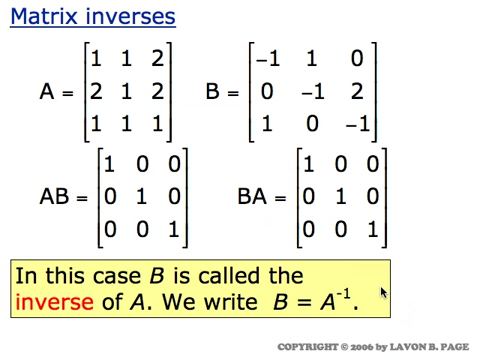 Matrix inverses
A = [1 1 2; 2 1 2; 1 1 1] B = [−1 1 0; 0 −1 2; 1 0 −1]
AB = [1 0 0; 0 1 0; 0 0 1] BA = [1 0 0; 0 1 0; 0 0 1]
In this case B is called the
inverse of A. We write B = A⁻¹.
COPYRIGHT © 2006 by LAVON B. PAGE